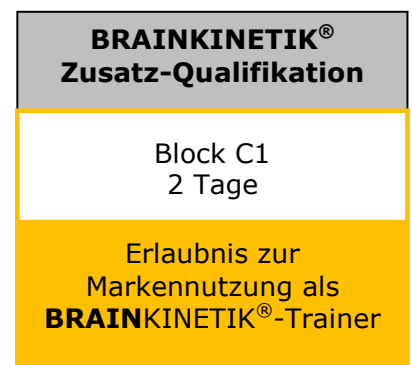 BRAINKINETIK®
Zusatz-Qualifikation
Block C1
2 Tage
Erlaubnis zur
Markennutzung als
BRAINKINETIK®-Trainer